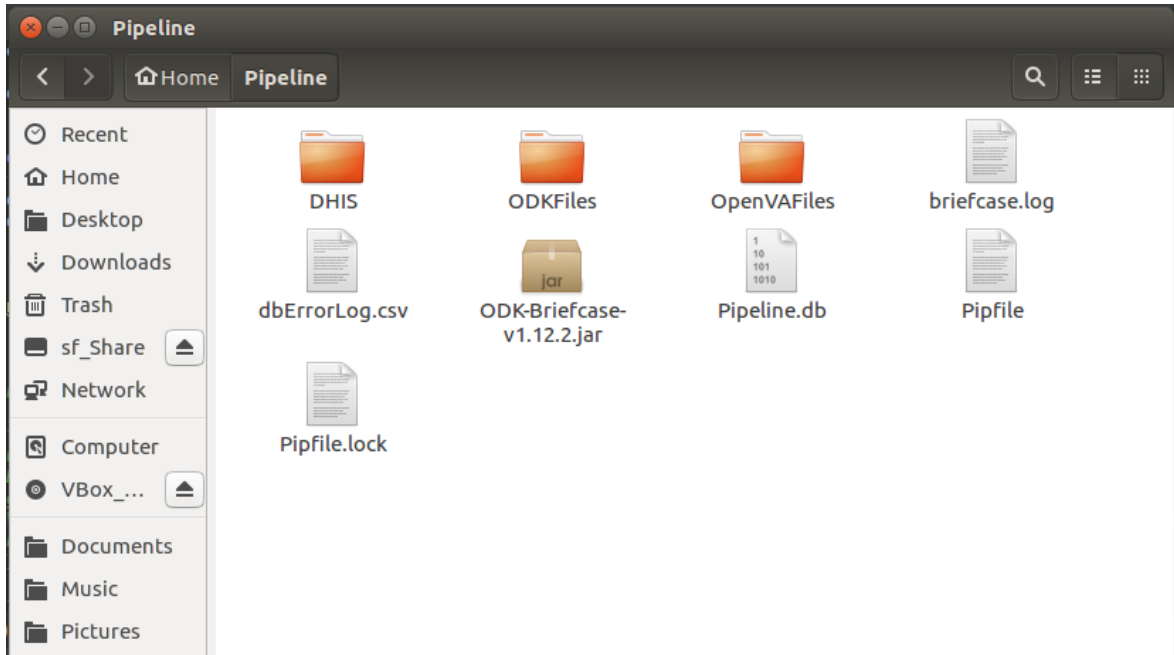 Pipeline
Home Pipeline
Recent
Home
Desktop
Downloads
Trash
sf_Share
Network
Computer
VBox_...
Documents
Music
Pictures
DHIS
ODKFiles
OpenVAFiles
briefcase.log
dbErrorLog.csv
jar
ODK-Briefcase-
v1.12.2.jar
1
10
101
1010
Pipeline.db
Pipfile
Pipfile.lock